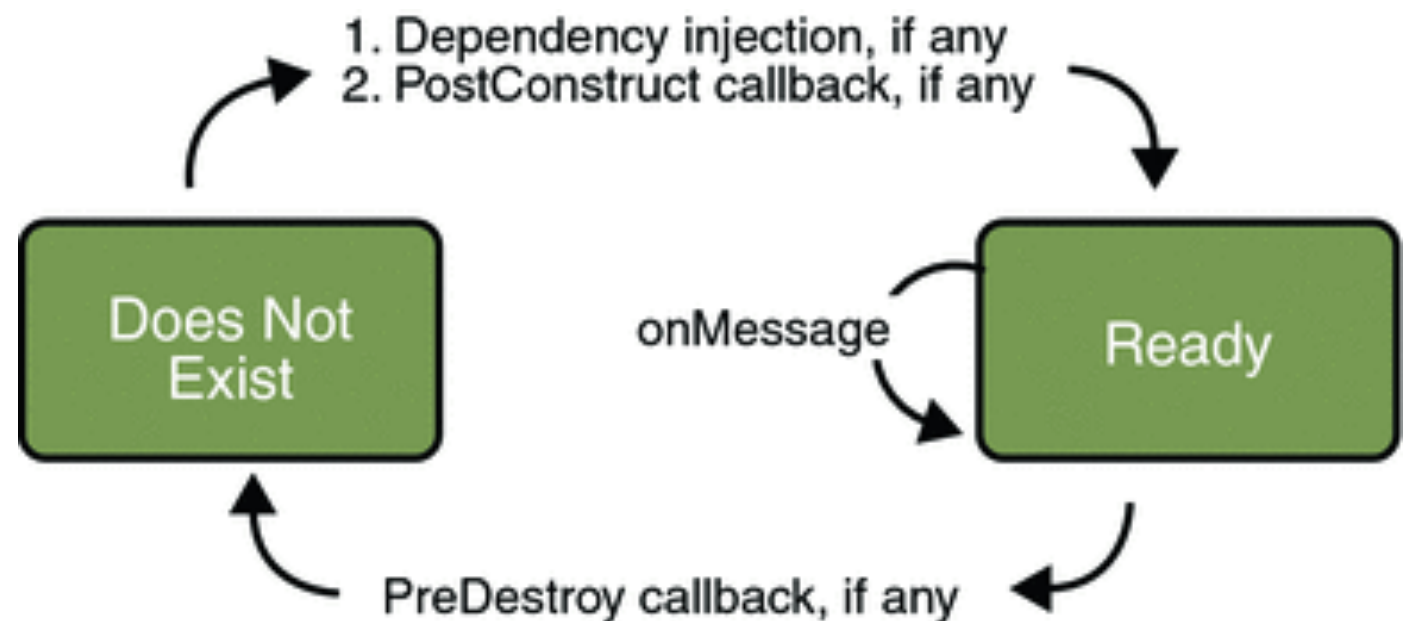 1. Dependency injection, if any
2. PostConstruct callback, if any
Does Not
Exist
onMessage
Ready
PreDestroy callback, if any